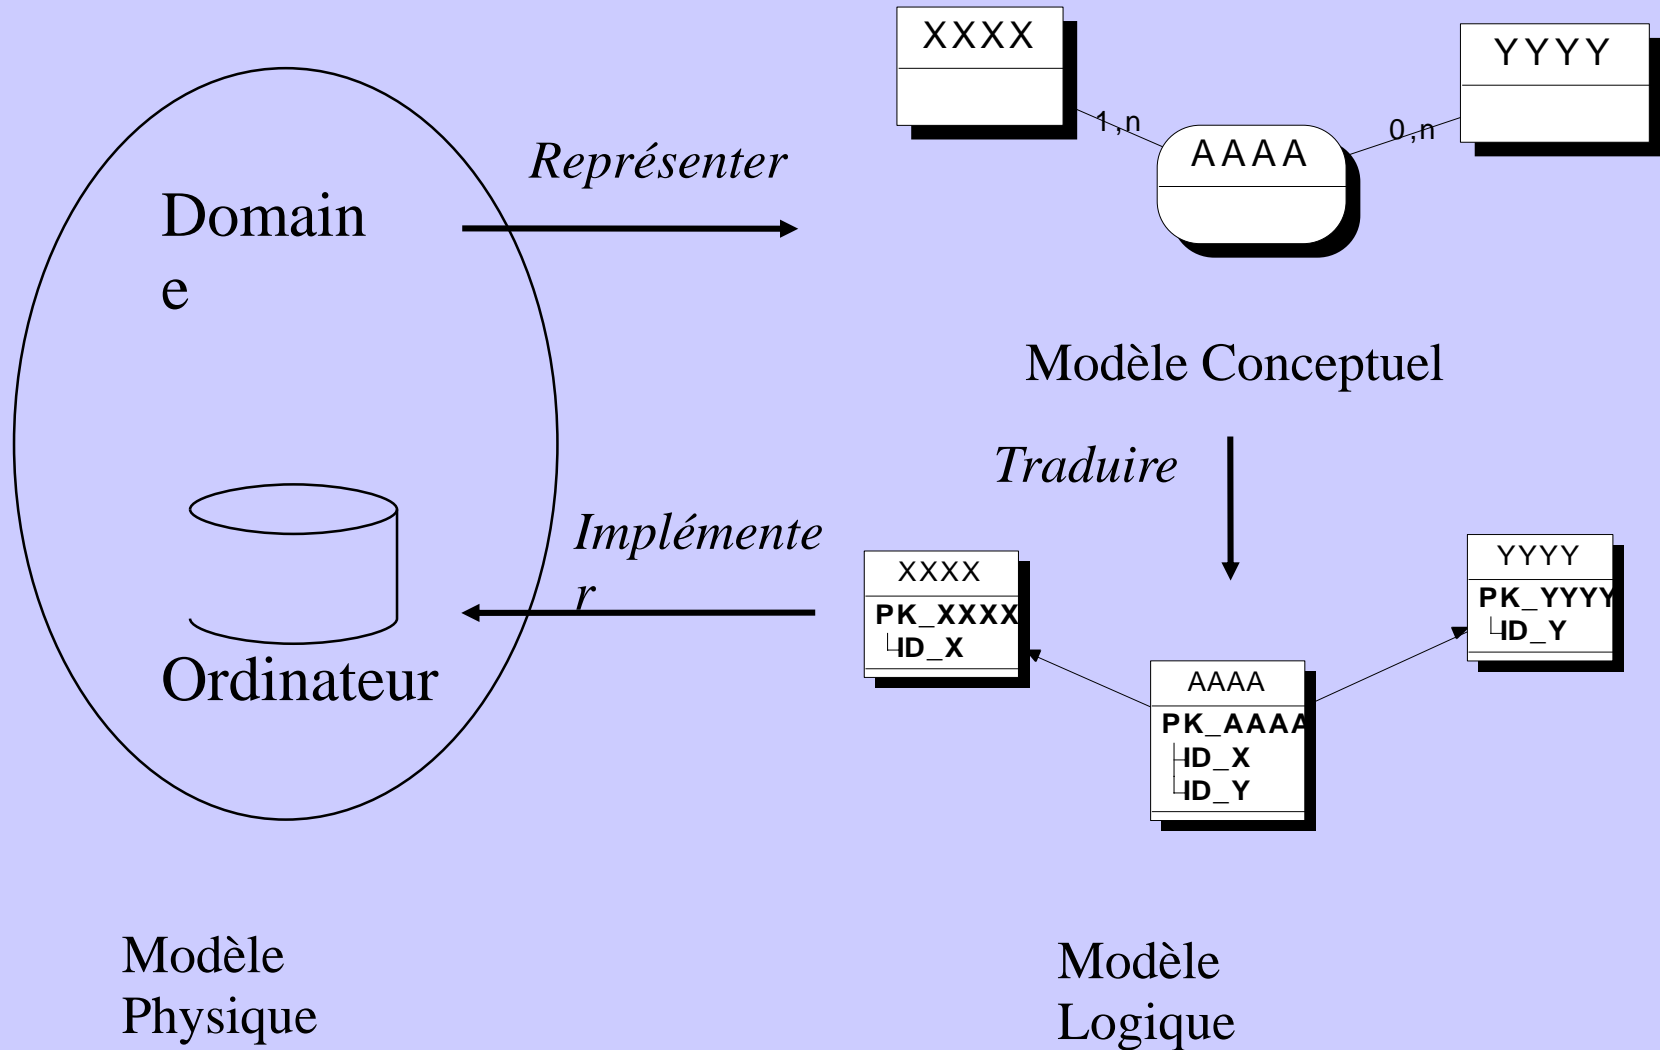 XXXX
YYYY
1,n
0,n
AAAA
Représenter
Domain
e
Modèle Conceptuel
Traduire
Implémente
r
XXXX
PK_XXXX
ID_X
YYYY
PK_YYYY
ID_Y
AAAA
PK_AAAA
ID_X
ID_Y
Ordinateur
Modèle
Physique
Modèle
Logique